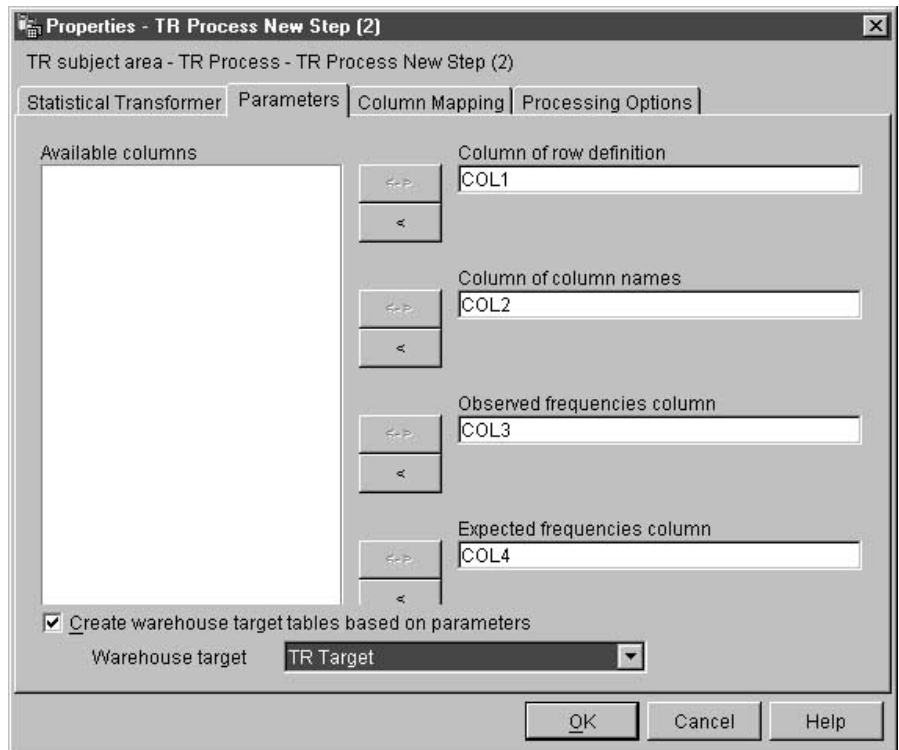 Properties - TR Process New Step (2)
TR subject area - TR Process - TR Process New Step (2)
Statistical Transformer Parameters Column Mapping Processing Options
Available columns
Column of row definition
<->
COL1
<
Column of column names
<->
COL2
<
Observed frequencies column
<->
COL3
<
Expected frequencies column
<->
COL4
<
Create warehouse target tables based on parameters
Warehouse target TR Target
OK Cancel Help